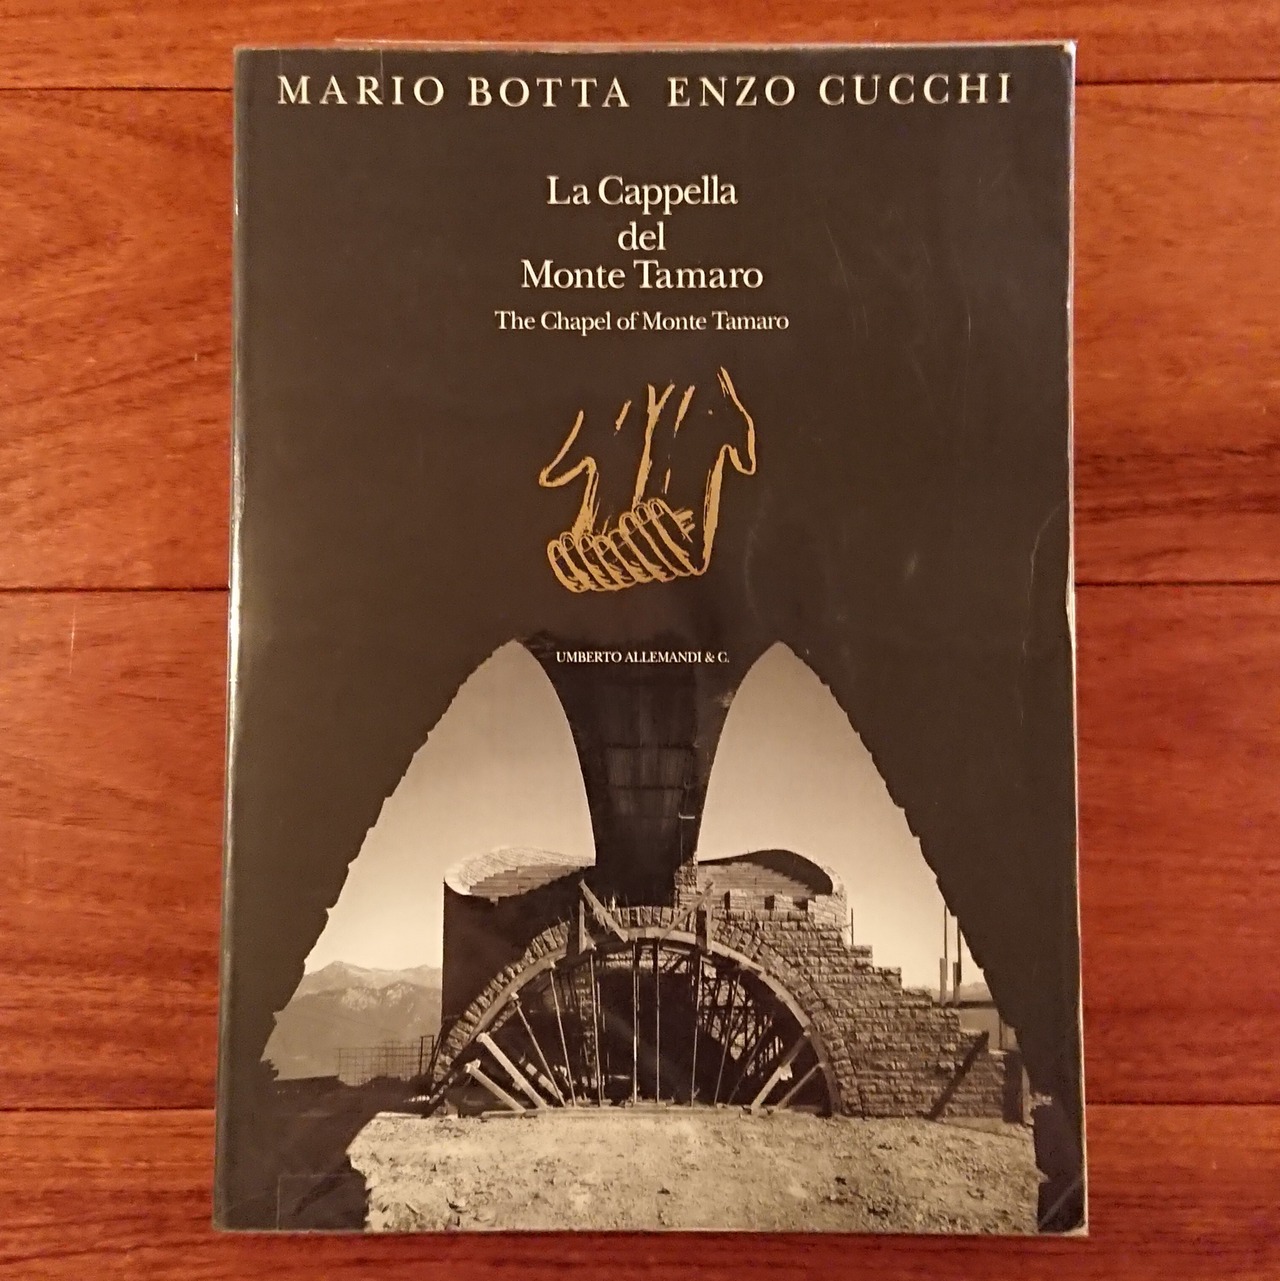 MARIO BOTTA ENZO CUCCHI
La Cappella
del
Monte Tamaro
The Chapel of Monte Tamaro
UMBERTO ALLEMANDI & C.